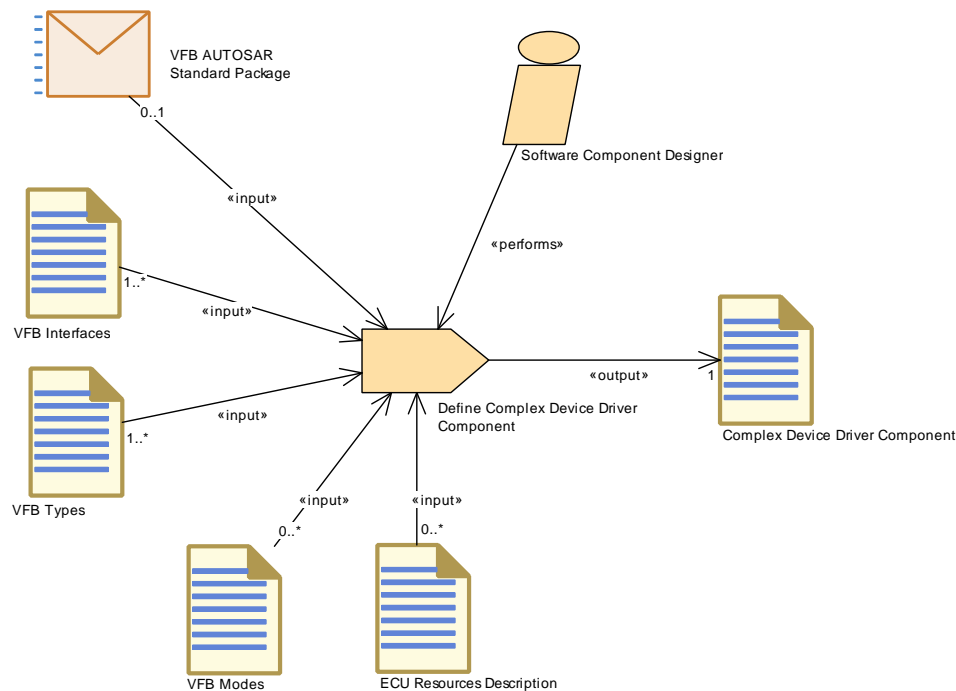 VFB AUTOSAR
Standard Package
0..1
Software Component Designer
«input»
«performs»
1..*
«input»
VFB Interfaces
«input»
1..*
«output»
1
Define Complex Device Driver
Component
Complex Device Driver Component
VFB Types
«input»
«input»
0..*
0..*
VFB Modes
ECU Resources Description